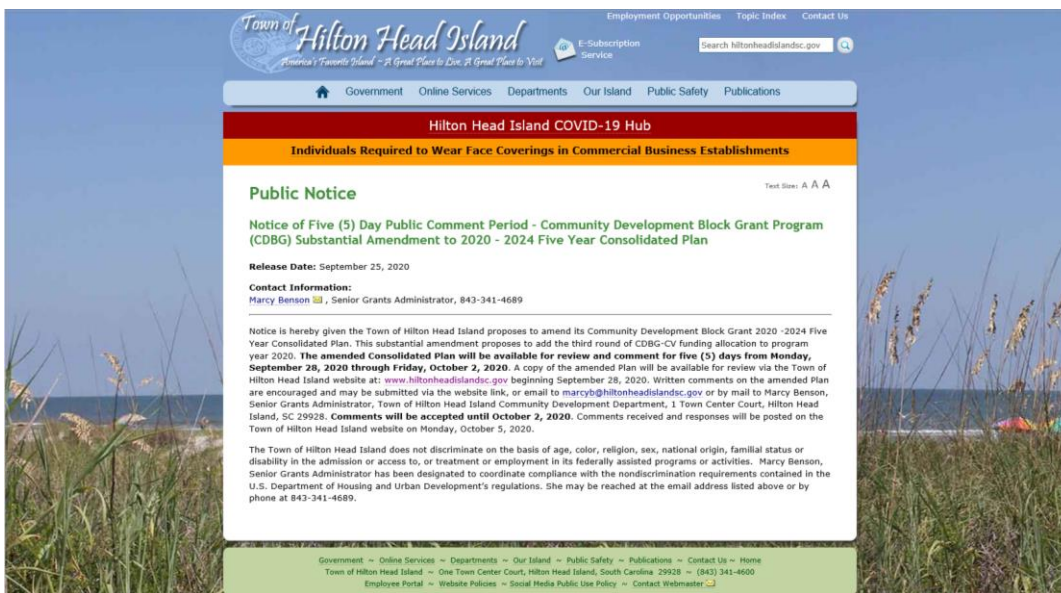 Employment Opportunities Topic Index Contact Us
Town of
Hilton Head Island
America's Favorite Island ~ A Great Place to Live, A Great Place to Visit
E-Subscription
Service
Search hiltonheadislandsc.gov
Government Online Services Departments Our Island Public Safety Publications
Hilton Head Island COVID-19 Hub
Individuals Required to Wear Face Coverings in Commercial Business Establishments
Text Size: A A A
Public Notice
Notice of Five (5) Day Public Comment Period - Community Development Block Grant Program
(CDBG) Substantial Amendment to 2020 - 2024 Five Year Consolidated Plan
Release Date: September 25, 2020
Contact Information:
Marcy Benson , Senior Grants Administrator, 843-341-4689
Notice is hereby given the Town of Hilton Head Island proposes to amend its Community Development Block Grant 2020 -2024 Five
Year Consolidated Plan. This substantial amendment proposes to add the third round of CDBG-CV funding allocation to program
year 2020. The amended Consolidated Plan will be available for review and comment for five (5) days from Monday,
September 28, 2020 through Friday, October 2, 2020. A copy of the amended Plan will be available for review via the Town of
Hilton Head Island website at: www.hiltonheadislandsc.gov beginning September 28, 2020. Written comments on the amended Plan
are encouraged and may be submitted via the website link, or email to marcyb@hiltonheadislandsc.gov or by mail to Marcy Benson,
Senior Grants Administrator, Town of Hilton Head Island Community Development Department, 1 Town Center Court, Hilton Head
Island, SC 29928. Comments will be accepted until October 2, 2020. Comments received and responses will be posted on the
Town of Hilton Head Island website on Monday, October 5, 2020.
The Town of Hilton Head Island does not discriminate on the basis of age, color, religion, sex, national origin, familial status or
disability in the admission or access to, or treatment or employment in its federally assisted programs or activities. Marcy Benson,
Senior Grants Administrator has been designated to coordinate compliance with the nondiscrimination requirements contained in the
U.S. Department of Housing and Urban Development's regulations. She may be reached at the email address listed above or by
phone at 843-341-4689.
Government ~ Online Services ~ Departments ~ Our Island ~ Public Safety ~ Publications ~ Contact Us ~ Home
Town of Hilton Head Island ~ One Town Center Court, Hilton Head Island, South Carolina 29928 ~ (843) 341-4600
Employee Portal ~ Website Policies ~ Social Media Public Use Policy ~ Contact Webmaster